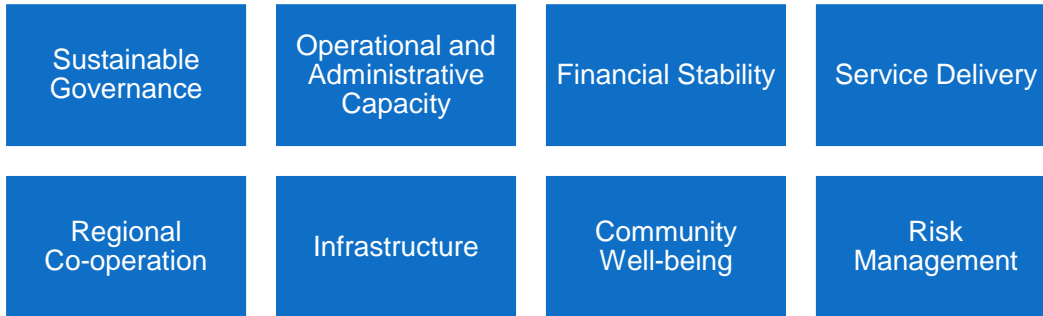 Sustainable
Governance
Operational and
Administrative
Capacity
Financial Stability
Service Delivery
Regional
Co-operation
Infrastructure
Community
Well-being
Risk
Management